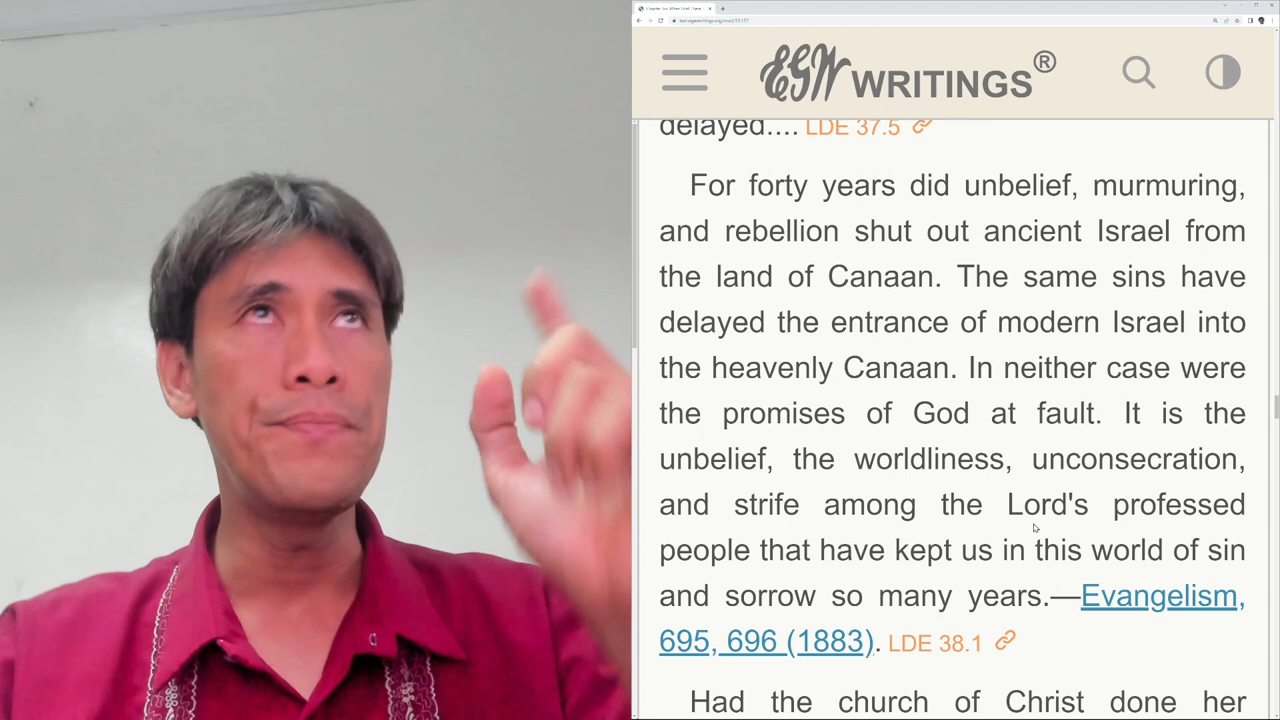 EGW WRITINGS®
delayed.... LDE 37.5
For forty years did unbelief, murmuring,
and rebellion shut out ancient Israel from
the land of Canaan. The same sins have
delayed the entrance of modern Israel into
the heavenly Canaan. In neither case were
the promises of God at fault. It is the
unbelief, the worldliness, unconsecration,
and strife among the Lord's professed
people that have kept us in this world of sin
and sorrow so many years.—Evangelism,
695, 696 (1883). LDE 38.1
Had the church of Christ done her